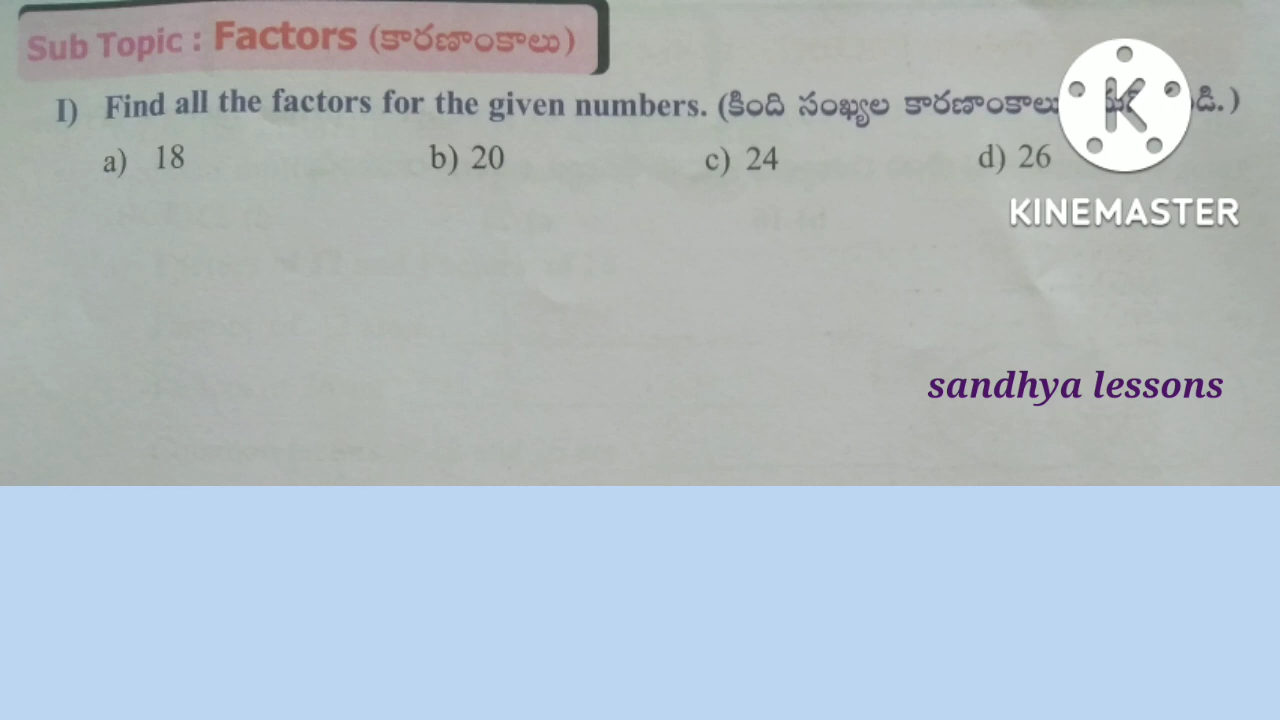 Sub Topic : Factors (కారణాంకాలు)
I) Find all the factors for the given numbers. (కింది సంఖ్యల కారణాంకాలు
a) 18 b) 20 c) 24 d) 26
KINEMASTER
sandhya lessons